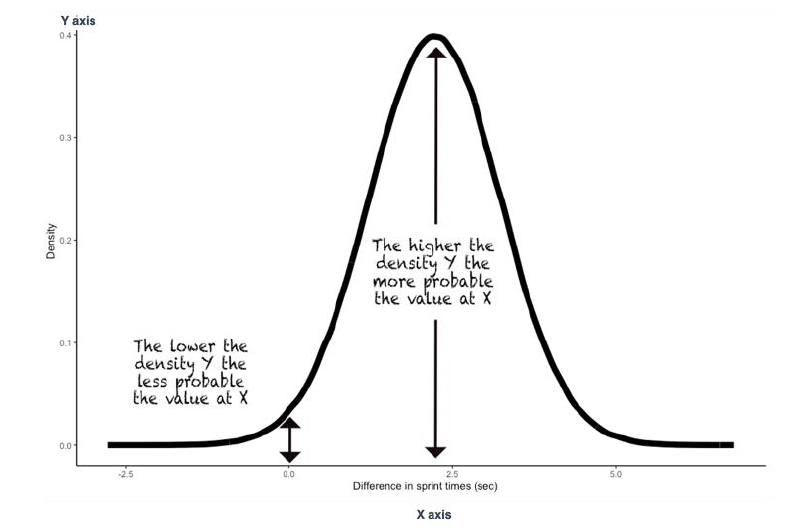 Y axis
0.4
0.3
0.2
0.1
0.0
Density
The higher the
density Y the
more probable
the value at X
The lower the
density Y the
less probable
the value at X
-2.5
0.0
2.5
5.0
Difference in sprint times (sec)
X axis